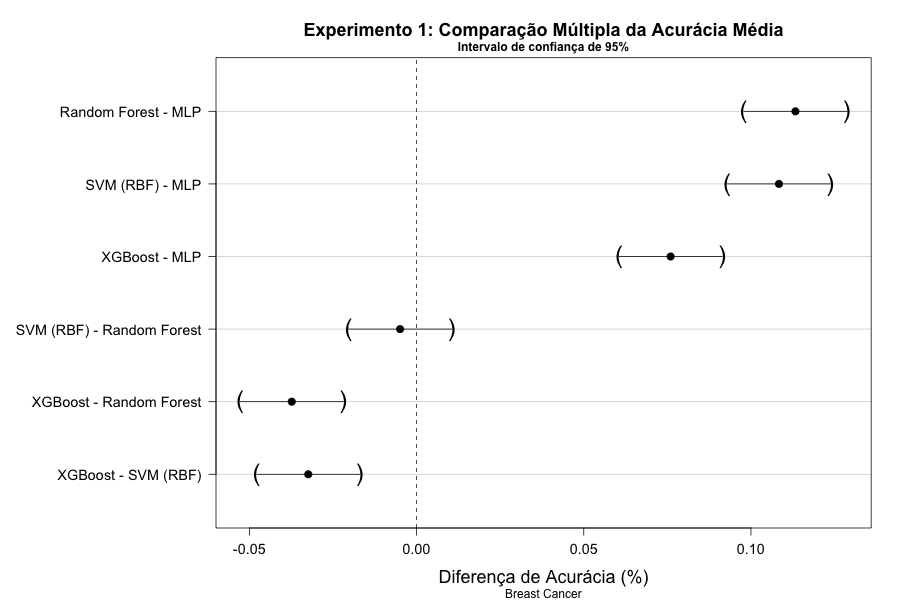 Experimento 1: Comparação Múltipla da Acurácia Média
Intervalo de confiança de 95%
Random Forest - MLP
SVM (RBF) - MLP
XGBoost - MLP
SVM (RBF) - Random Forest
XGBoost - Random Forest
XGBoost - SVM (RBF)
-0.05 0.00 0.05 0.10
Diferença de Acurácia (%)
Breast Cancer